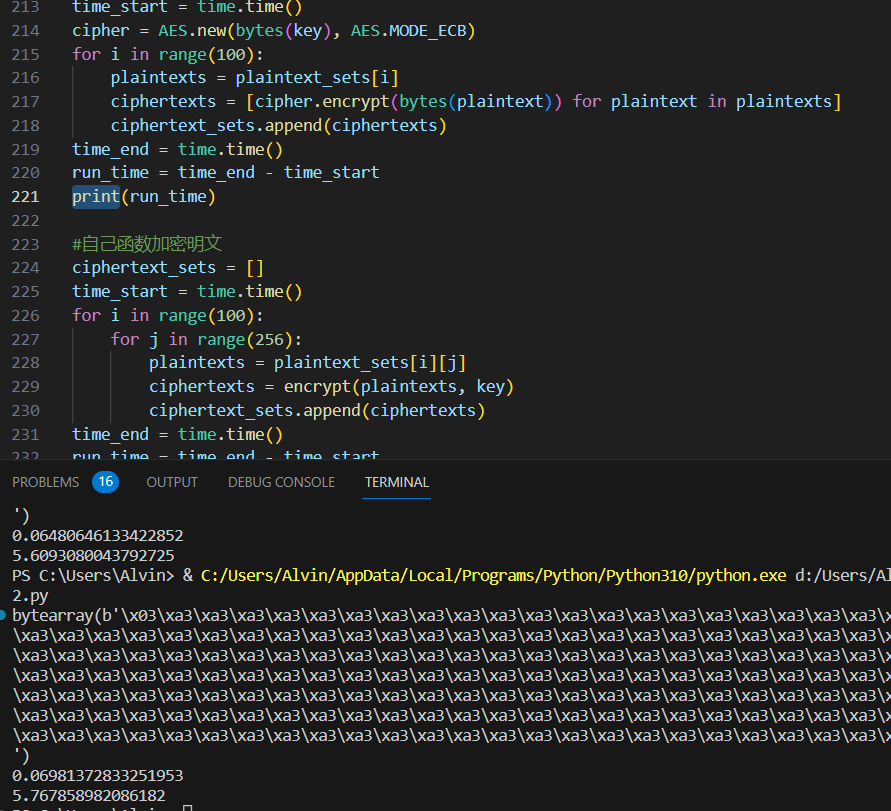 213 time_start = time.time()
214 cipher = AES.new(bytes(key), AES.MODE_ECB)
215 for i in range(100):
216     plaintexts = plaintext_sets[i]
217     ciphertexts = [cipher.encrypt(bytes(plaintext)) for plaintext in plaintexts]
218     ciphertext_sets.append(ciphertexts)
219 time_end = time.time()
220 run_time = time_end - time_start
221 print(run_time)
222
223 #自己函数加密明文
224 ciphertext_sets = []
225 time_start = time.time()
226 for i in range(100):
227     for j in range(256):
228         plaintexts = plaintext_sets[i][j]
229         ciphertexts = encrypt(plaintexts, key)
230         ciphertext_sets.append(ciphertexts)
231 time_end = time.time()
232 run_time = time_end - time_start
PROBLEMS 16 OUTPUT DEBUG CONSOLE TERMINAL
')
0.06480646133422852
5.6093080043792725
PS C:\Users\Alvin> & C:/Users/Alvin/AppData/Local/Programs/Python/Python310/python.exe d:/Users/Al
2.py
bytearray(b'\x03\xa3\xa3\xa3\xa3\xa3\xa3\xa3\xa3\xa3\xa3\xa3\xa3\xa3\xa3\xa3\xa3\xa3\xa3\xa3\xa3\x
\xa3\xa3\xa3\xa3\xa3\xa3\xa3\xa3\xa3\xa3\xa3\xa3\xa3\xa3\xa3\xa3\xa3\xa3\xa3\xa3\xa3\xa3\xa3\xa3\x
\xa3\xa3\xa3\xa3\xa3\xa3\xa3\xa3\xa3\xa3\xa3\xa3\xa3\xa3\xa3\xa3\xa3\xa3\xa3\xa3\xa3\xa3\xa3\xa3\x
\xa3\xa3\xa3\xa3\xa3\xa3\xa3\xa3\xa3\xa3\xa3\xa3\xa3\xa3\xa3\xa3\xa3\xa3\xa3\xa3\xa3\xa3\xa3\xa3\x
\xa3\xa3\xa3\xa3\xa3\xa3\xa3\xa3\xa3\xa3\xa3\xa3\xa3\xa3\xa3\xa3\xa3\xa3\xa3\xa3\xa3\xa3\xa3\xa3\x
\xa3\xa3\xa3\xa3\xa3\xa3\xa3\xa3\xa3\xa3\xa3\xa3\xa3\xa3\xa3\xa3\xa3\xa3\xa3\xa3\xa3\xa3\xa3\xa3\x
\xa3\xa3\xa3\xa3\xa3\xa3\xa3\xa3\xa3\xa3\xa3\xa3\xa3\xa3\xa3\xa3\xa3\xa3\xa3\xa3\xa3\xa3\xa3\xa3\x
')
0.06981372833251953
5.767858982086182